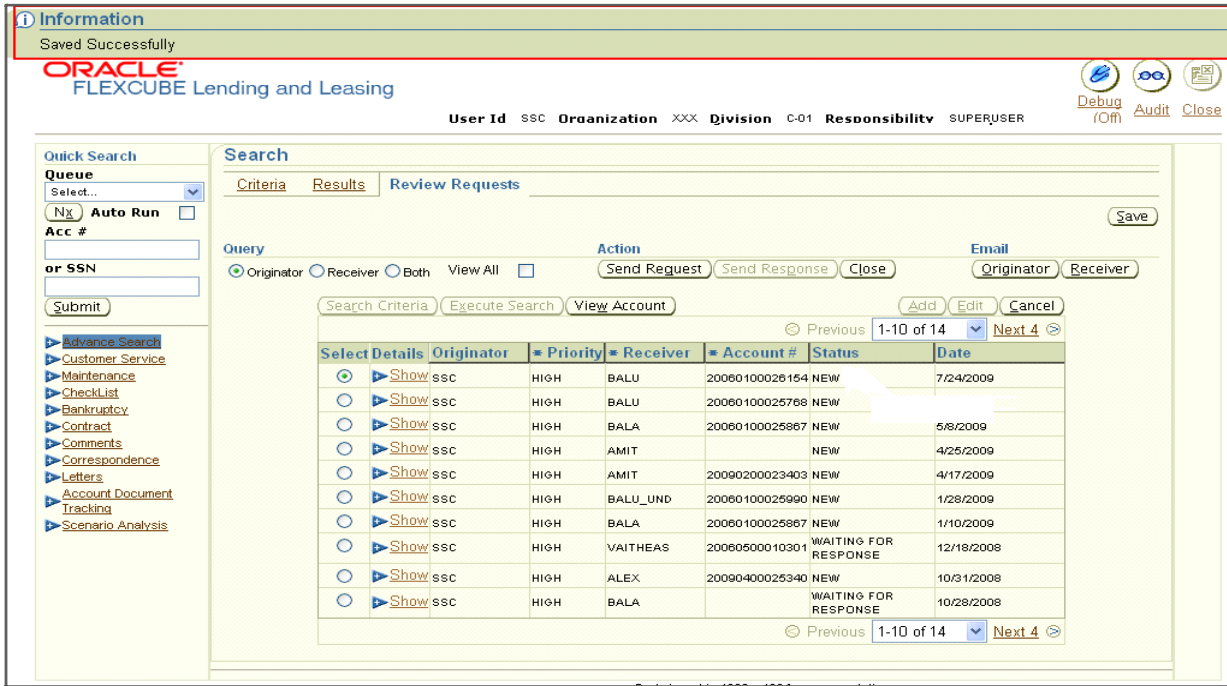 Information
Saved Successfully
ORACLE
FLEXCUBE Lending and Leasing
Debug (Off) Audit Close
User Id SSC Organization XXX Division C-01 Responsibility SUPERUSER
Quick Search
Queue
Select...
Nx Auto Run
Acc #
or SSN
Submit
Advance Search
Customer Service
Maintenance
CheckList
Bankruptcy
Contract
Comments
Correspondence
Letters
Account Document
Tracking
Scenario Analysis
Search
Criteria Results Review Requests
Save
Query Action Email
Originator Receiver Both View All Send Request Send Response Close Originator Receiver
Search Criteria Execute Search View Account Add Edit Cancel
Previous 1-10 of 14 Next 4
Select Details Originator * Priority * Receiver * Account # Status Date
Show SSC HIGH BALU 20060100026154 NEW 7/24/2009
Show SSC HIGH BALU 20060100025768 NEW
Show SSC HIGH BALA 20060100025867 NEW 5/8/2009
Show SSC HIGH AMIT NEW 4/25/2009
Show SSC HIGH AMIT 20090200023403 NEW 4/17/2009
Show SSC HIGH BALU_UND 20060100025990 NEW 1/28/2009
Show SSC HIGH BALA 20060100025867 NEW 1/10/2009
Show SSC HIGH VAITHEAS 20060500010301 WAITING FOR RESPONSE 12/18/2008
Show SSC HIGH ALEX 20090400025340 NEW 10/31/2008
Show SSC HIGH BALA WAITING FOR RESPONSE 10/28/2008
Previous 1-10 of 14 Next 4